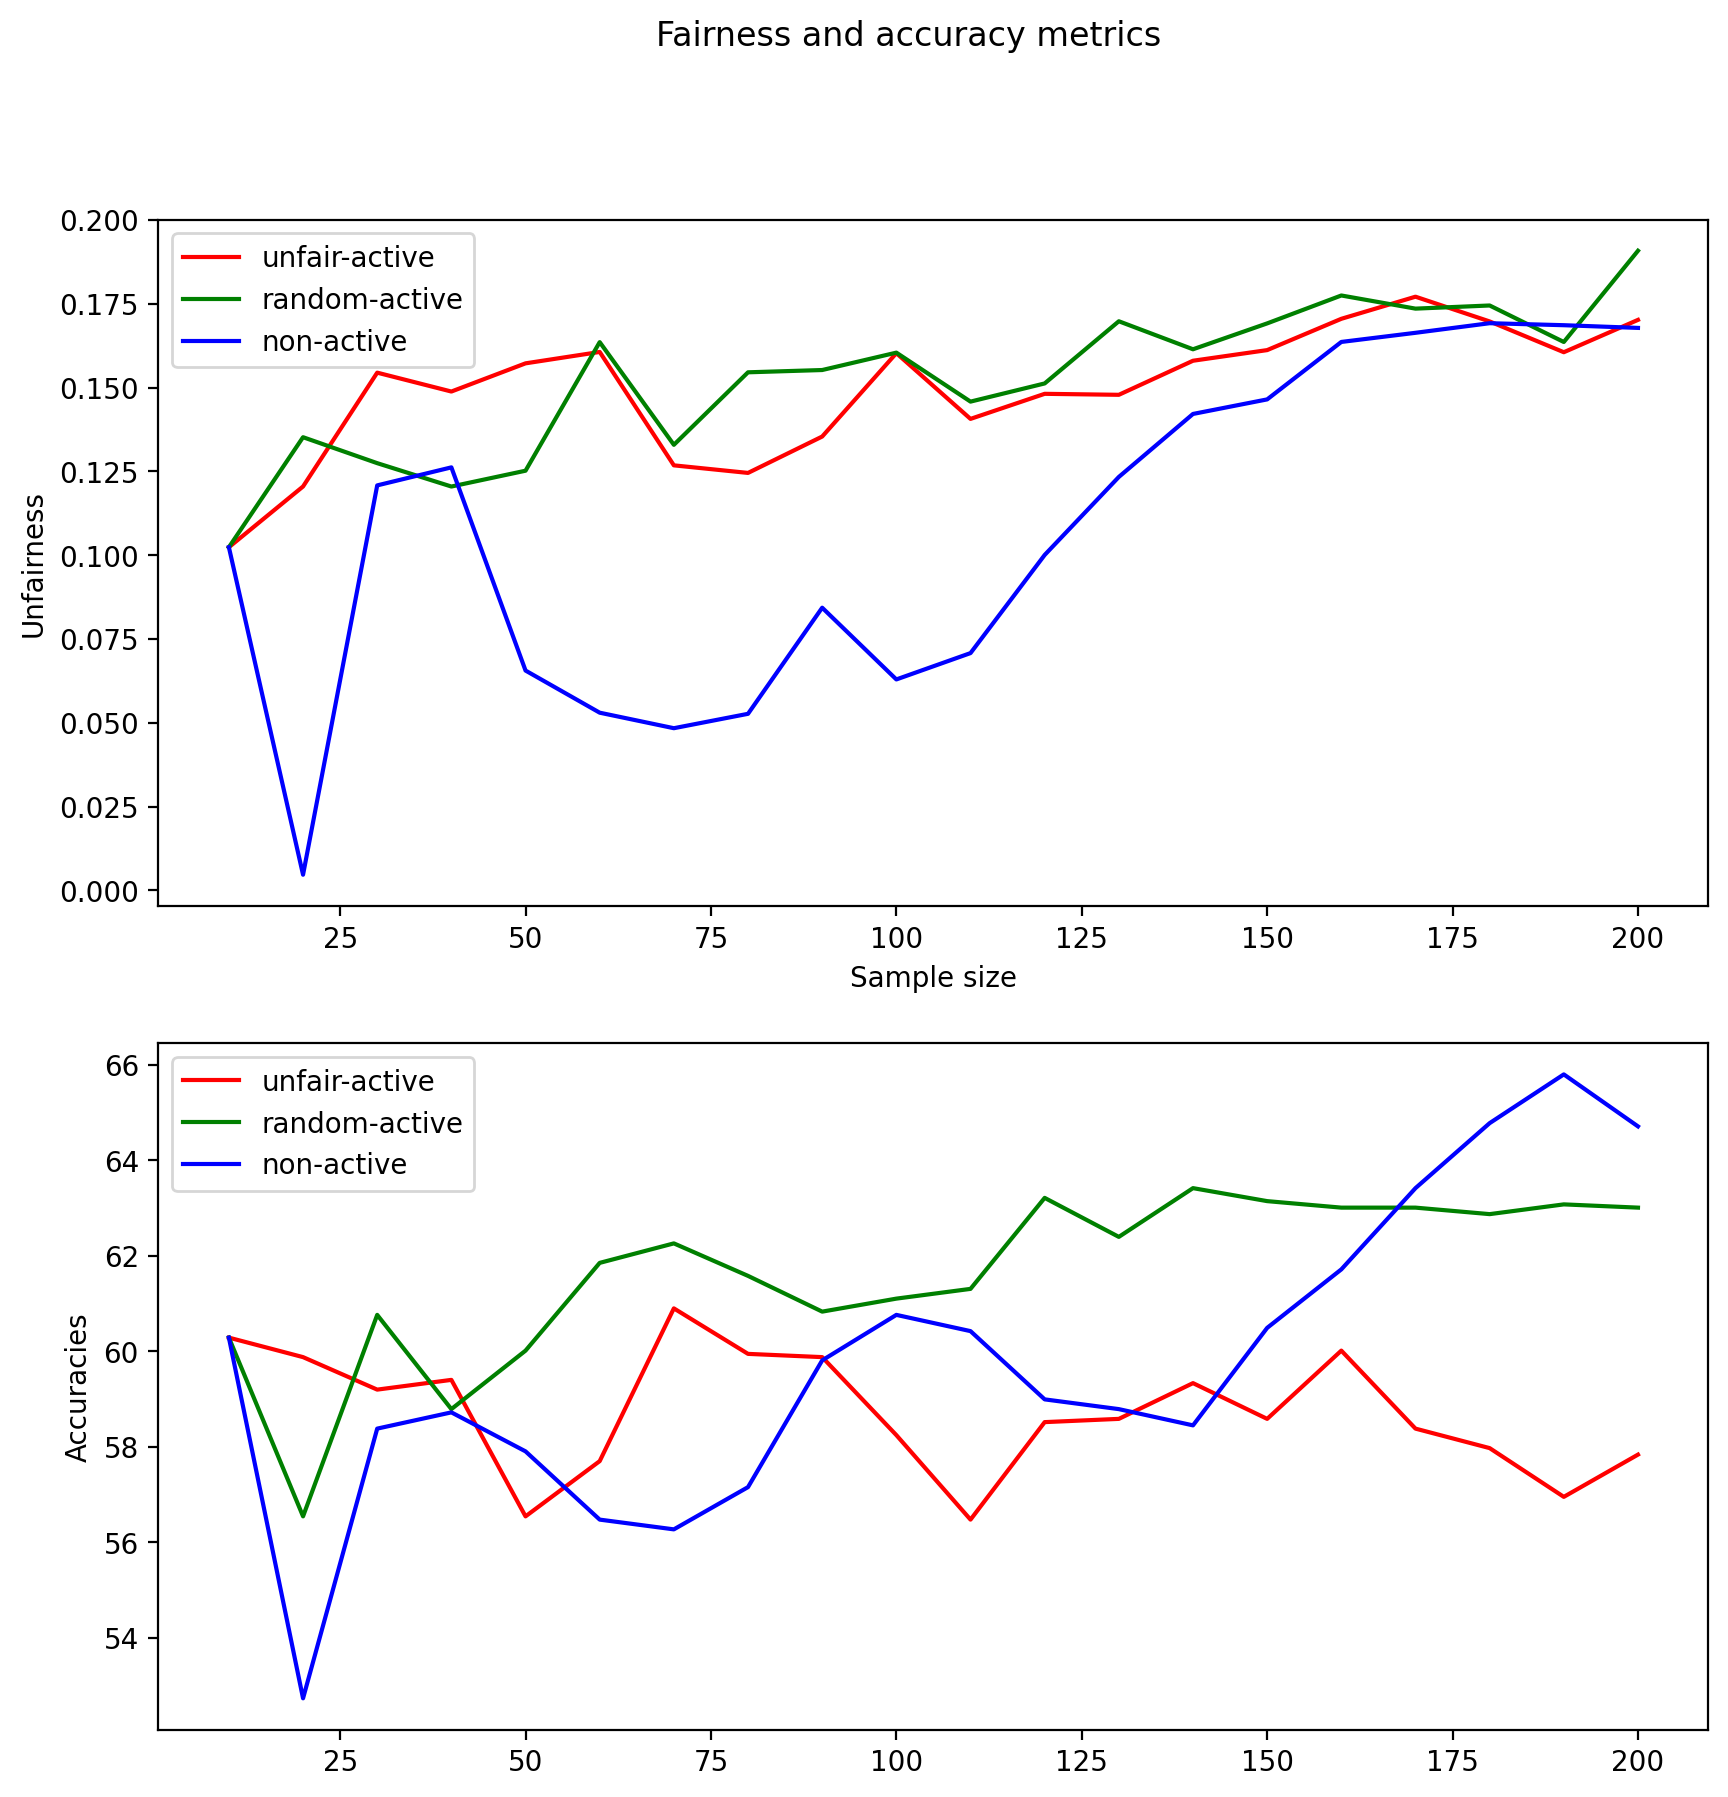 Fairness and accuracy metrics
0.200
0.175
0.150
0.125
0.100
0.075
0.050
0.025
0.000
Unfairness
unfair-active
random-active
non-active
25 50 75 100 125 150 175 200
Sample size
66
64
62
60
58
56
54
Accuracies
unfair-active
random-active
non-active
25 50 75 100 125 150 175 200